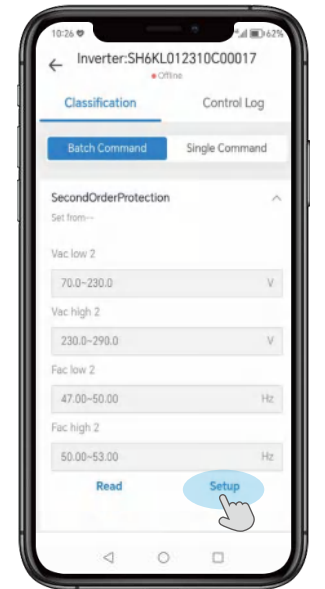 10:26
62%
Inverter:SH6KL012310C00017
Offline
Classification Control Log
Batch Command Single Command
SecondOrderProtection
Set from--
Vac low 2
70.0~230.0 V
Vac high 2
230.0~290.0 V
Fac low 2
47.00~50.00 Hz
Fac high 2
50.00~53.00 Hz
Read Setup